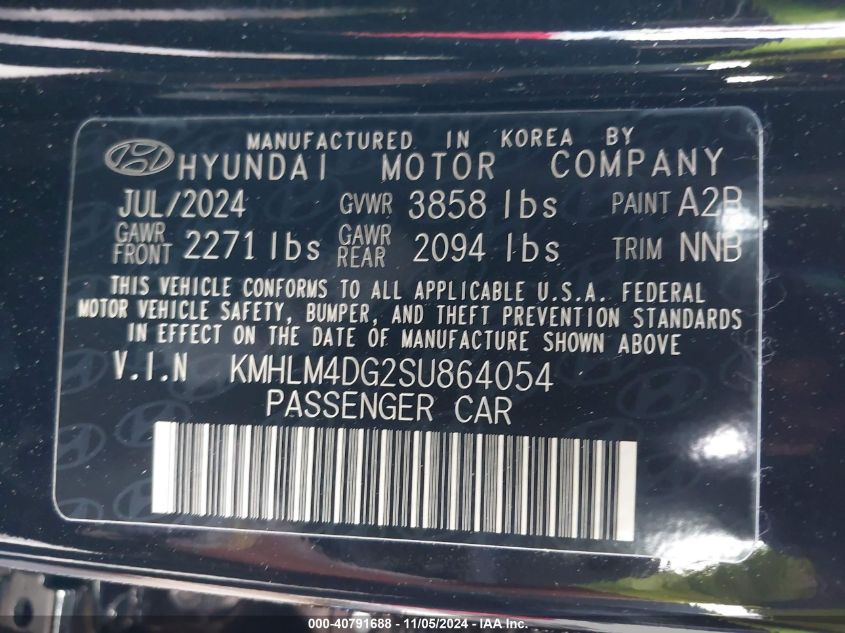 MANUFACTURED IN KOREA BY
HYUNDAI MOTOR COMPANY
JUL/2024 GVWR 3858 lbs PAINT A2B
GAWR FRONT 2271 lbs GAWR REAR 2094 lbs TRIM NNB
THIS VEHICLE CONFORMS TO ALL APPLICABLE U.S.A. FEDERAL
MOTOR VEHICLE SAFETY, BUMPER, AND THEFT PREVENTION STANDARDS
IN EFFECT ON THE DATE OF MANUFACTURE SHOWN ABOVE
V.I.N KMHLM4DG2SU864054
PASSENGER CAR
000-40791688 - 11/05/2024 - IAA Inc.